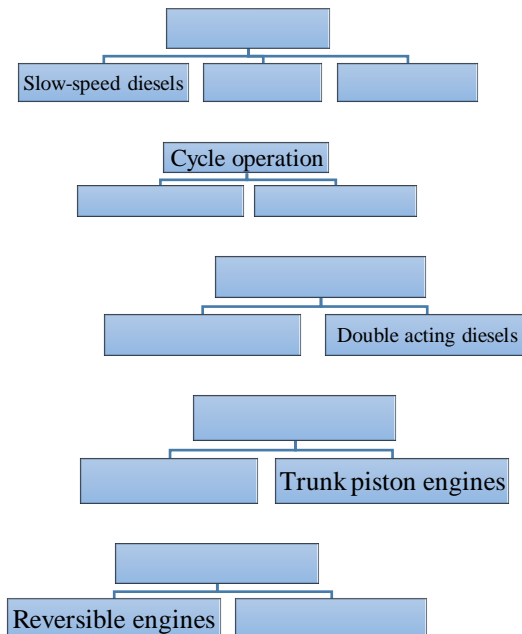 Slow-speed diesels
Cycle operation
Double acting diesels
Trunk piston engines
Reversible engines